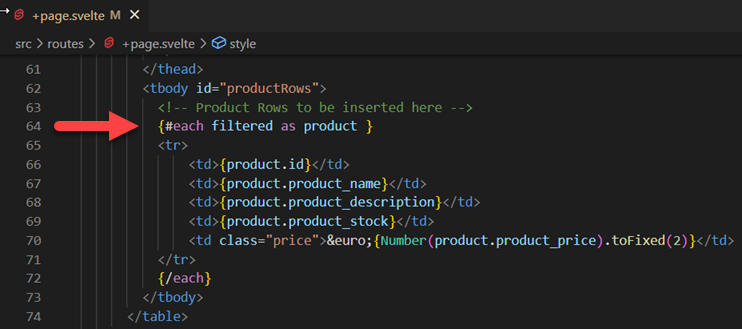 +page.svelte M ×
src > routes > +page.svelte > style
61 </thead>
62 <tbody id="productRows">
63 <!-- Product Rows to be inserted here -->
64 {#each filtered as product }
65 <tr>
66 <td>{product.id}</td>
67 <td>{product.product_name}</td>
68 <td>{product.product_description}</td>
69 <td>{product.product_stock}</td>
70 <td class="price">&euro;{Number(product.product_price).toFixed(2)}</td>
71 </tr>
72 {/each}
73 </tbody>
74 </table>